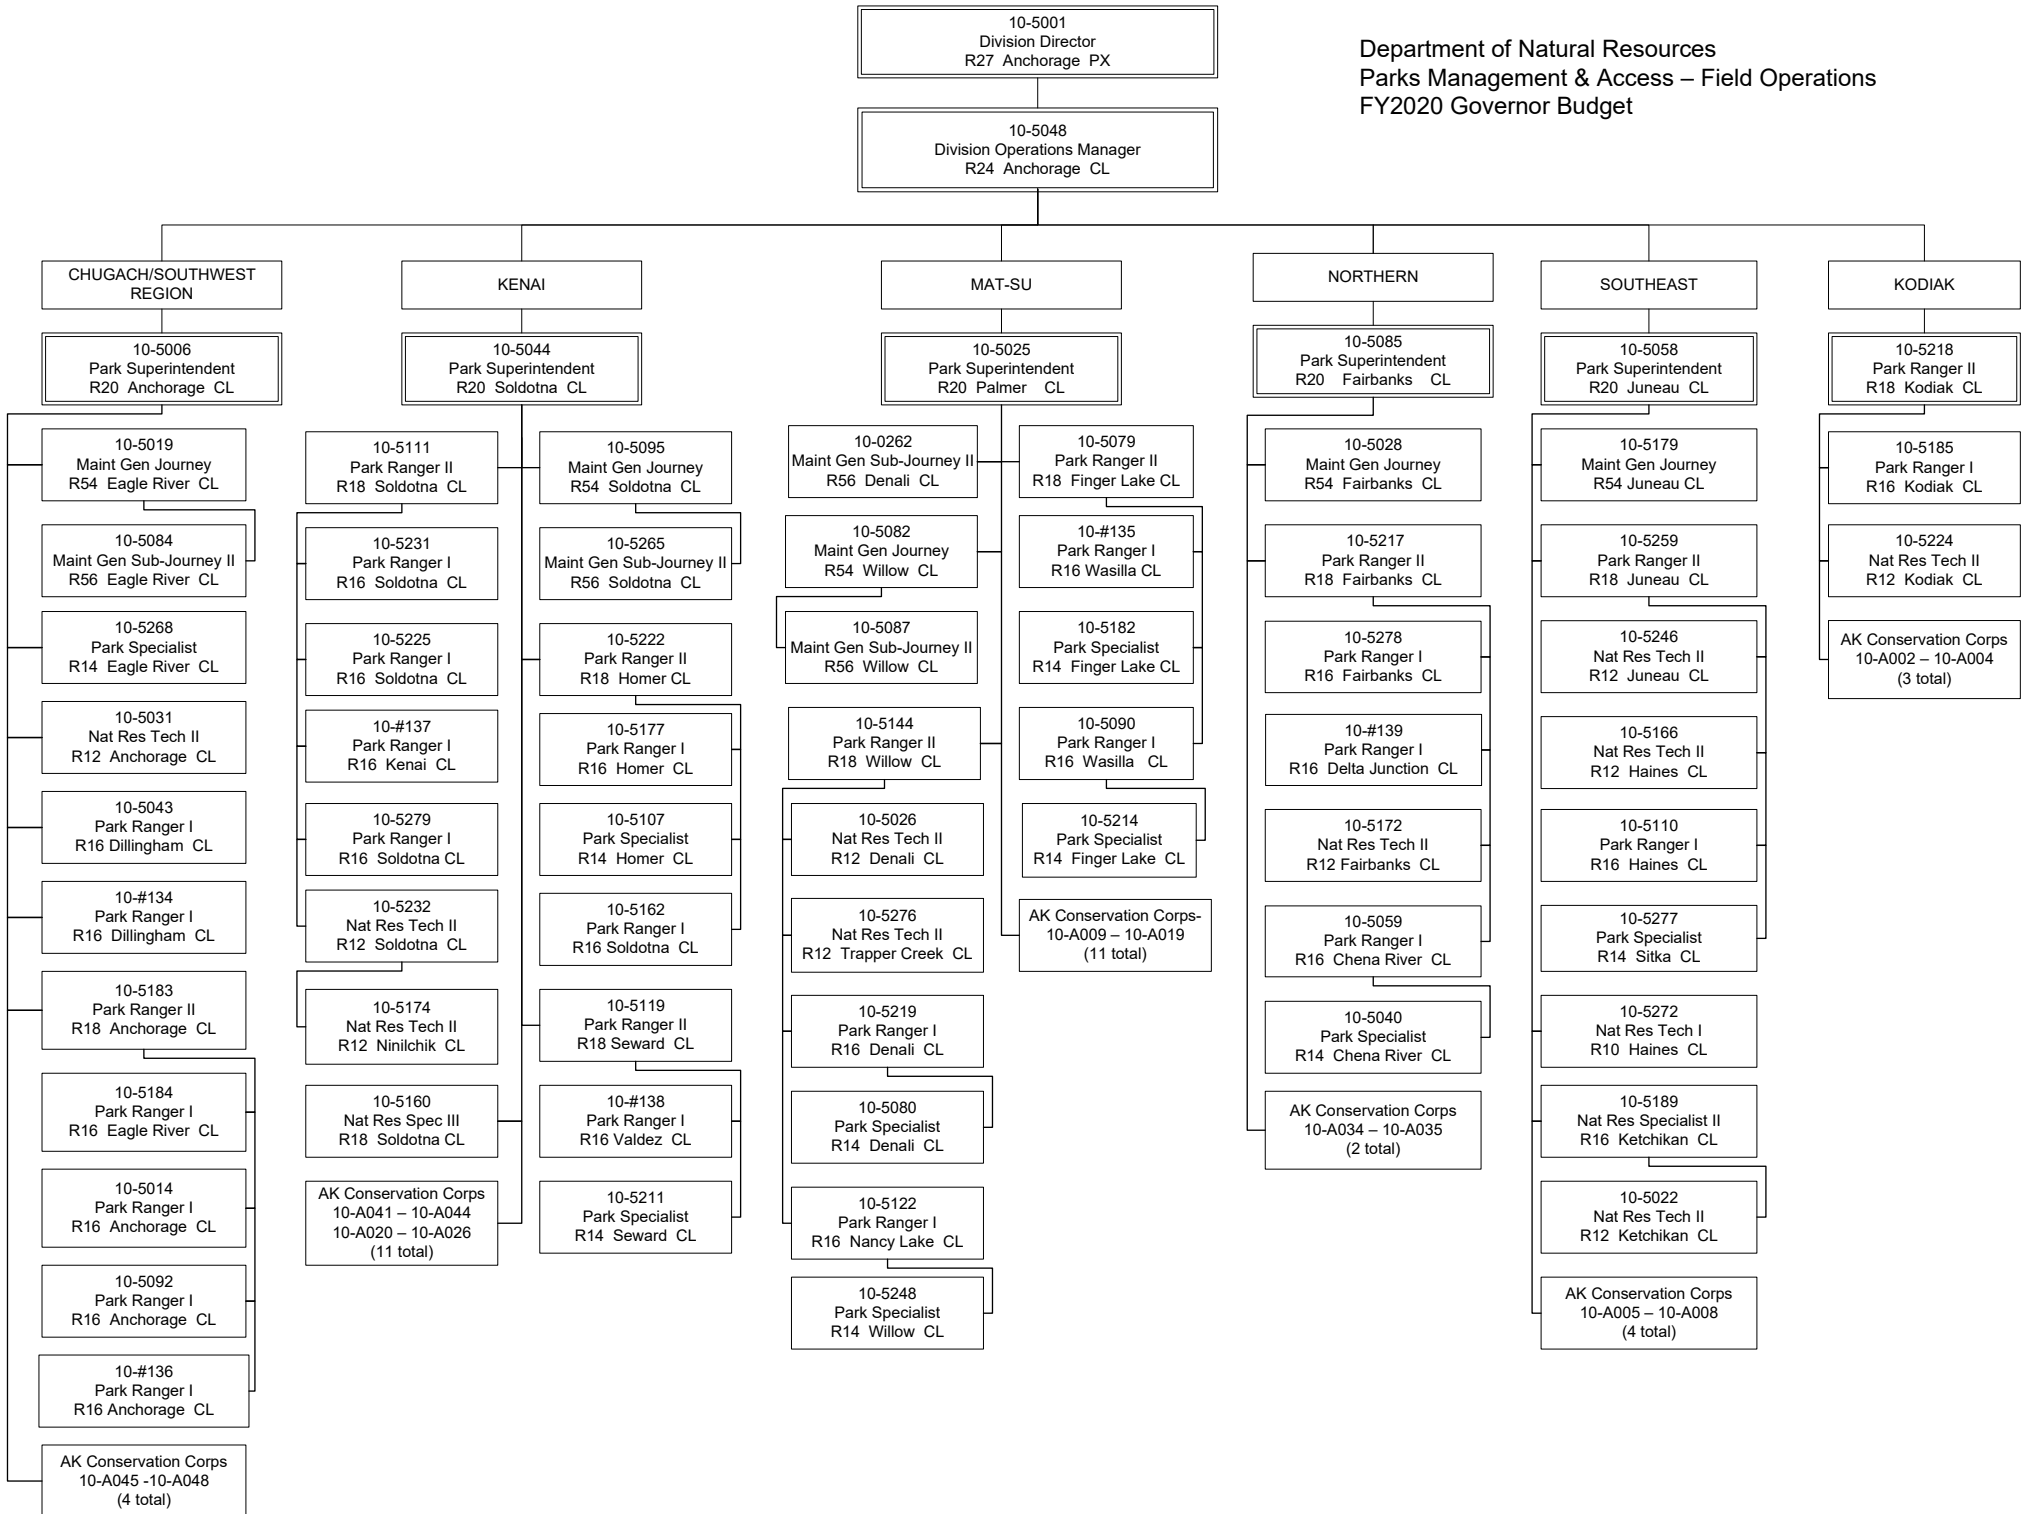 10-5001
Division Director
R27 Anchorage PX
Department of Natural Resources
Parks Management & Access – Field Operations
FY2020 Governor Budget
10-5048
Division Operations Manager
R24 Anchorage CL
CHUGACH/SOUTHWEST
REGION
10-5006
Park Superintendent
R20 Anchorage CL
10-5019
Maint Gen Journey
R54 Eagle River CL
10-5084
Maint Gen Sub-Journey II
R56 Eagle River CL
10-5268
Park Specialist
R14 Eagle River CL
10-5031
Nat Res Tech II
R12 Anchorage CL
10-5043
Park Ranger I
R16 Dillingham CL
10-#134
Park Ranger I
R16 Dillingham CL
10-5183
Park Ranger II
R18 Anchorage CL
10-5184
Park Ranger I
R16 Eagle River CL
10-5014
Park Ranger I
R16 Anchorage CL
10-5092
Park Ranger I
R16 Anchorage CL
10-#136
Park Ranger I
R16 Anchorage CL
AK Conservation Corps
10-A045 -10-A048
(4 total)
KENAI
10-5044
Park Superintendent
R20 Soldotna CL
10-5111
Park Ranger II
R18 Soldotna CL
10-5231
Park Ranger I
R16 Soldotna CL
10-5225
Park Ranger I
R16 Soldotna CL
10-#137
Park Ranger I
R16 Kenai CL
10-5279
Park Ranger I
R16 Soldotna CL
10-5232
Nat Res Tech II
R12 Soldotna CL
10-5174
Nat Res Tech II
R12 Ninilchik CL
10-5160
Nat Res Spec III
R18 Soldotna CL
AK Conservation Corps
10-A041 – 10-A044
10-A020 – 10-A026
(11 total)
10-5095
Maint Gen Journey
R54 Soldotna CL
10-5265
Maint Gen Sub-Journey II
R56 Soldotna CL
10-5222
Park Ranger II
R18 Homer CL
10-5177
Park Ranger I
R16 Homer CL
10-5107
Park Specialist
R14 Homer CL
10-5162
Park Ranger I
R16 Soldotna CL
10-5119
Park Ranger II
R18 Seward CL
10-#138
Park Ranger I
R16 Valdez CL
10-5211
Park Specialist
R14 Seward CL
MAT-SU
10-5025
Park Superintendent
R20 Palmer CL
10-0262
Maint Gen Sub-Journey II
R56 Denali CL
10-5082
Maint Gen Journey
R54 Willow CL
10-5087
Maint Gen Sub-Journey II
R56 Willow CL
10-5144
Park Ranger II
R18 Willow CL
10-5026
Nat Res Tech II
R12 Denali CL
10-5276
Nat Res Tech II
R12 Trapper Creek CL
10-5219
Park Ranger I
R16 Denali CL
10-5080
Park Specialist
R14 Denali CL
10-5122
Park Ranger I
R16 Nancy Lake CL
10-5248
Park Specialist
R14 Willow CL
10-5079
Park Ranger II
R18 Finger Lake CL
10-#135
Park Ranger I
R16 Wasilla CL
10-5182
Park Specialist
R14 Finger Lake CL
10-5090
Park Ranger I
R16 Wasilla CL
10-5214
Park Specialist
R14 Finger Lake CL
AK Conservation Corps-
10-A009 – 10-A019
(11 total)
NORTHERN
10-5085
Park Superintendent
R20 Fairbanks CL
10-5028
Maint Gen Journey
R54 Fairbanks CL
10-5217
Park Ranger II
R18 Fairbanks CL
10-5278
Park Ranger I
R16 Fairbanks CL
10-#139
Park Ranger I
R16 Delta Junction CL
10-5172
Nat Res Tech II
R12 Fairbanks CL
10-5059
Park Ranger I
R16 Chena River CL
10-5040
Park Specialist
R14 Chena River CL
AK Conservation Corps
10-A034 – 10-A035
(2 total)
SOUTHEAST
10-5058
Park Superintendent
R20 Juneau CL
10-5179
Maint Gen Journey
R54 Juneau CL
10-5259
Park Ranger II
R18 Juneau CL
10-5246
Nat Res Tech II
R12 Juneau CL
10-5166
Nat Res Tech II
R12 Haines CL
10-5110
Park Ranger I
R16 Haines CL
10-5277
Park Specialist
R14 Sitka CL
10-5272
Nat Res Tech I
R10 Haines CL
10-5189
Nat Res Specialist II
R16 Ketchikan CL
10-5022
Nat Res Tech II
R12 Ketchikan CL
AK Conservation Corps
10-A005 – 10-A008
(4 total)
KODIAK
10-5218
Park Ranger II
R18 Kodiak CL
10-5185
Park Ranger I
R16 Kodiak CL
10-5224
Nat Res Tech II
R12 Kodiak CL
AK Conservation Corps
10-A002 – 10-A004
(3 total)